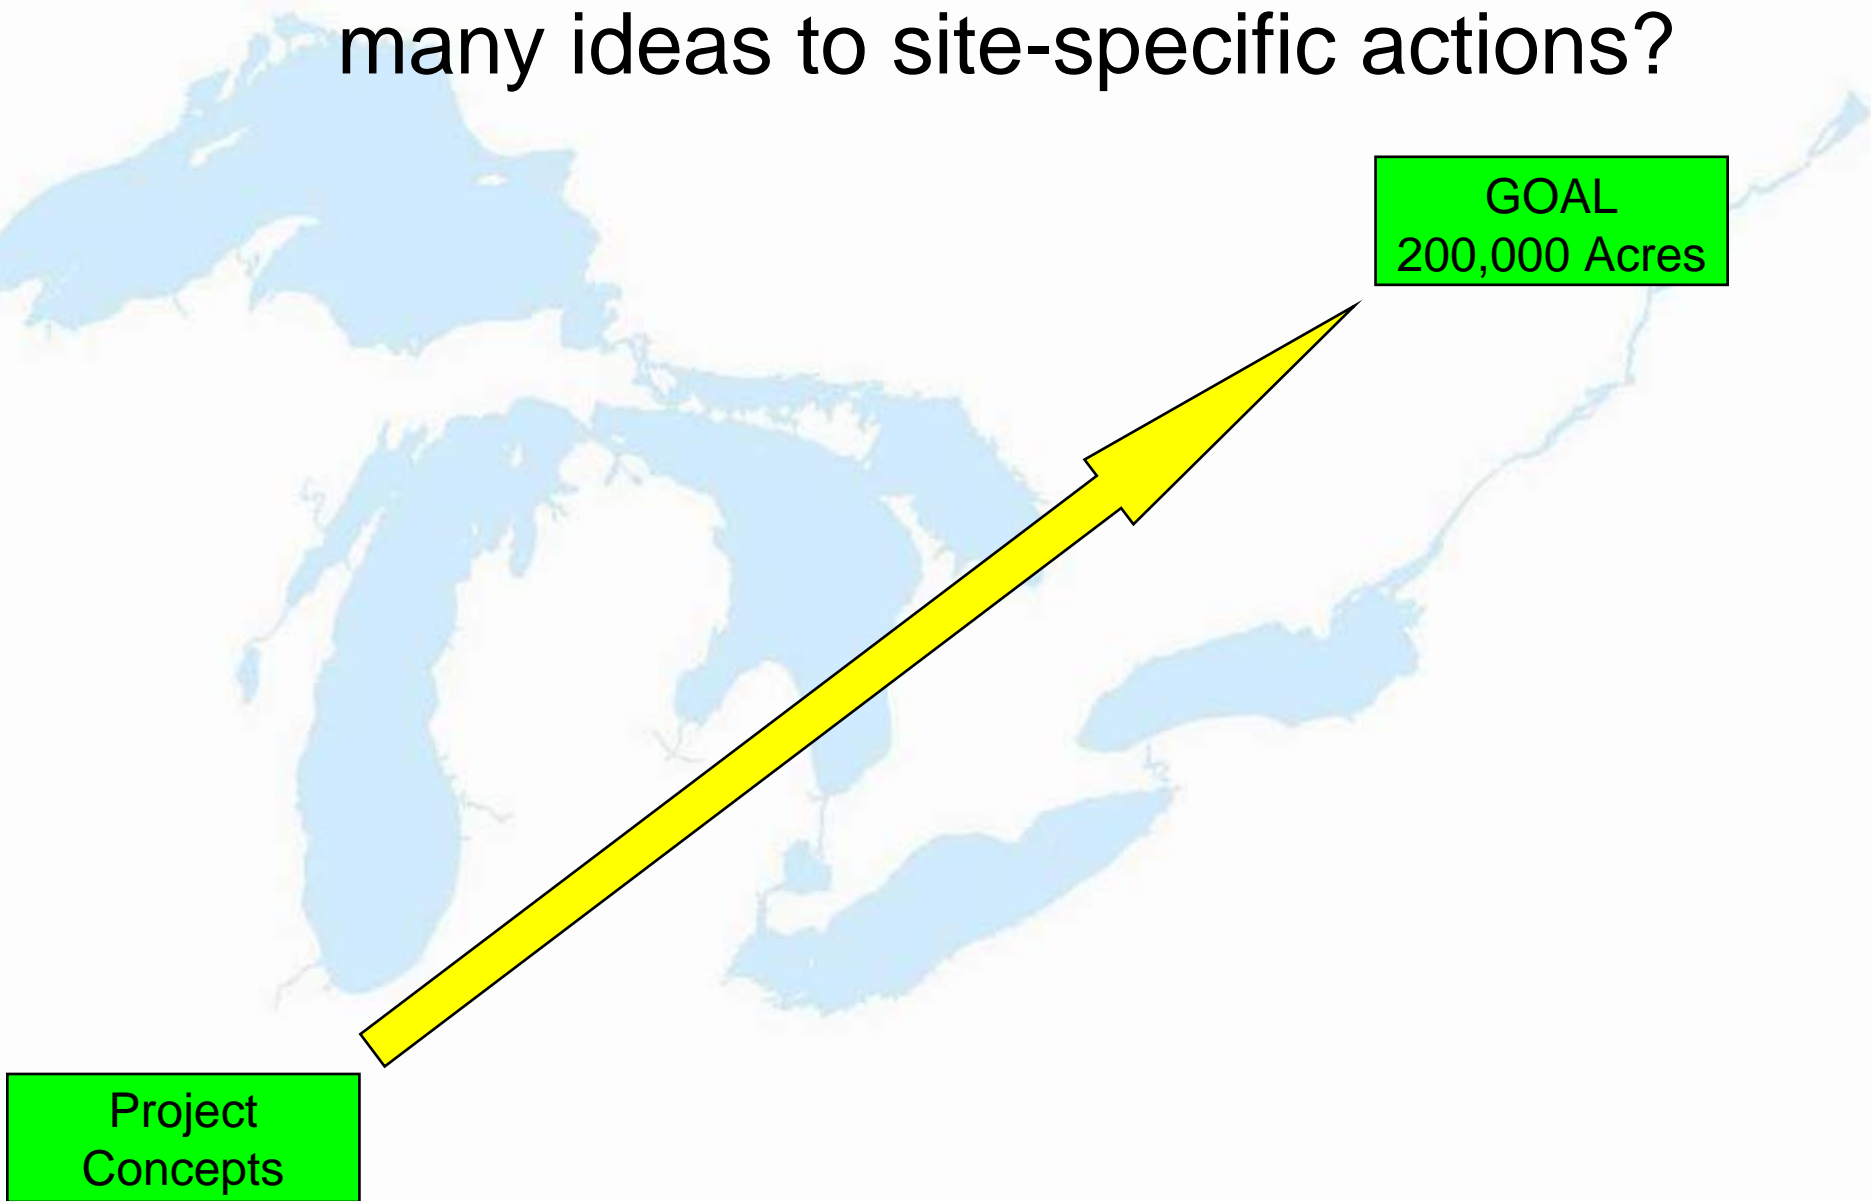 many ideas to site-specific actions?
GOAL
200,000 Acres
Project
Concepts